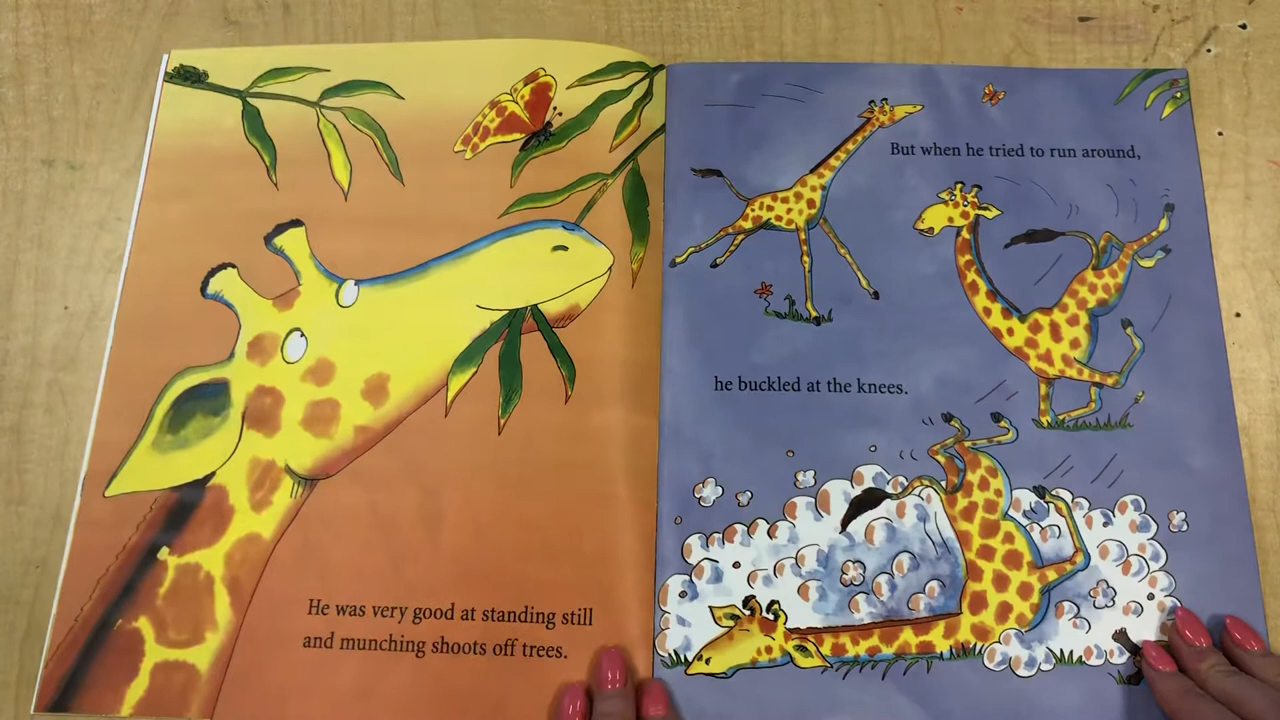 He was very good at standing still
and munching shoots off trees.
But when he tried to run around,
he buckled at the knees.